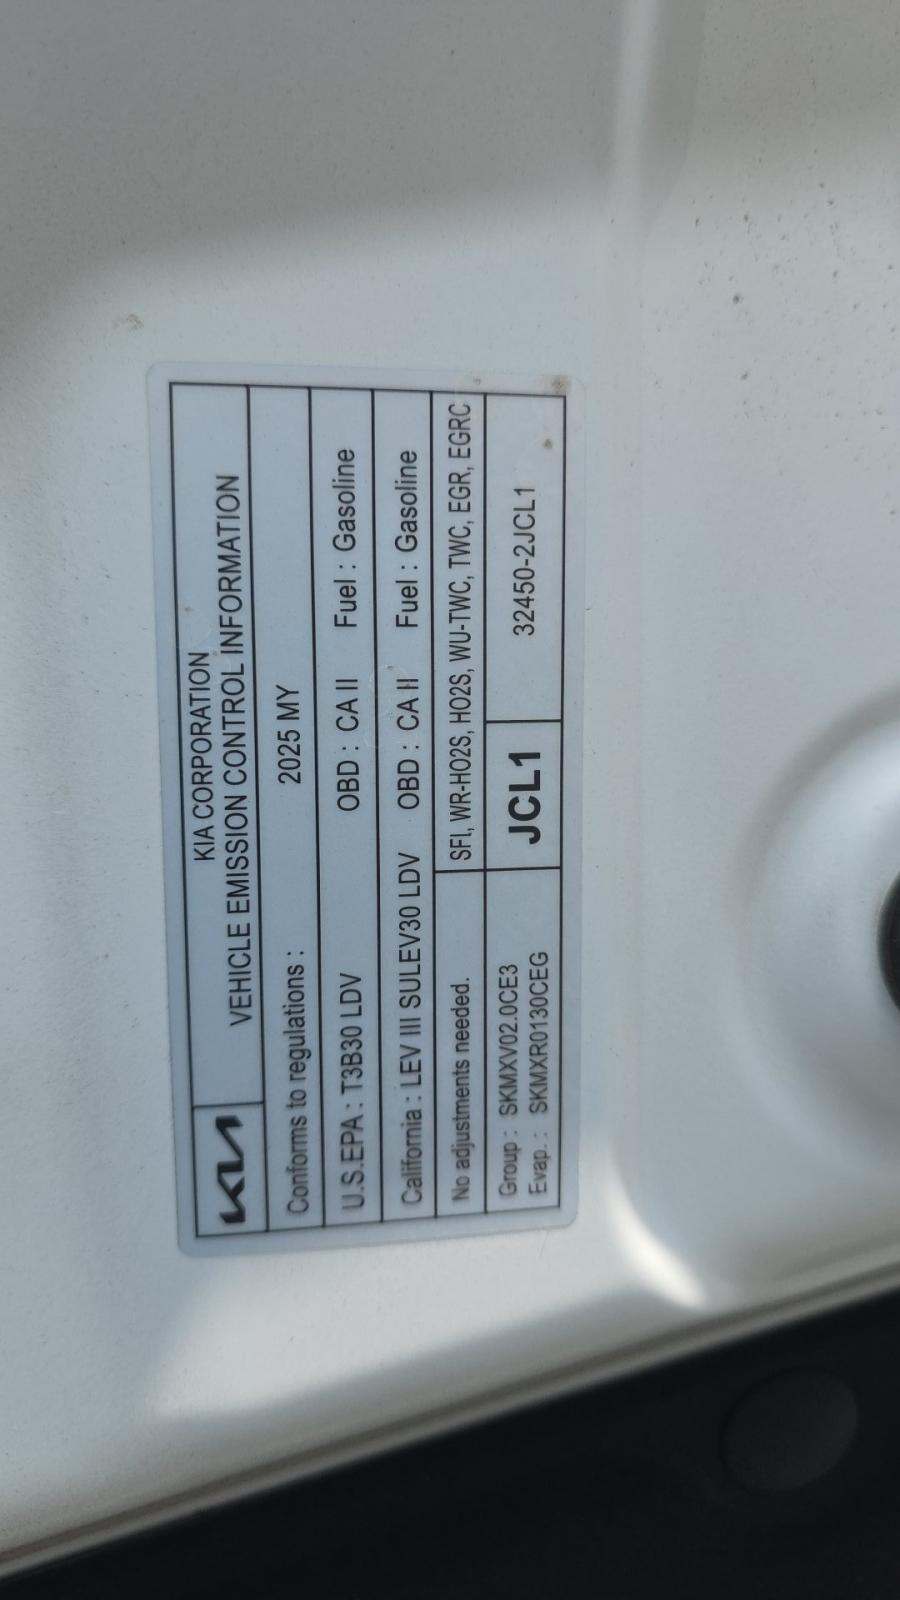 KIA
KIA CORPORATION
VEHICLE EMISSION CONTROL INFORMATION
Conforms to regulations : 2025 MY
U.S.EPA : T3B30 LDV OBD : CA II Fuel : Gasoline
California : LEV III SULEV30 LDV OBD : CA II Fuel : Gasoline
No adjustments needed. SFI, WR-HO2S, HO2S, WU-TWC, TWC, EGR, EGRC
Group : SKMXV02.0CE3
Evap. : SKMXR0130CEG
JCL1
32450-2JCL1